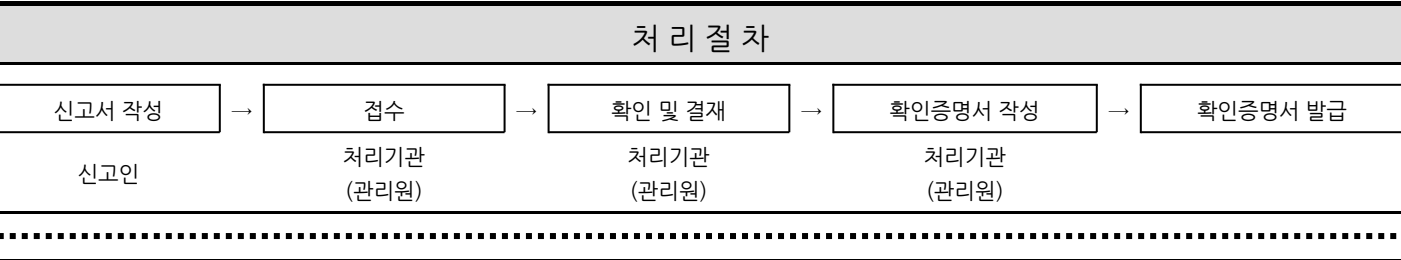 처 리 절 차
신고서 작성 → 접수 → 확인 및 결재 → 확인증명서 작성 → 확인증명서 발급
신고인 처리기관 처리기관 처리기관
(관리원) (관리원) (관리원)